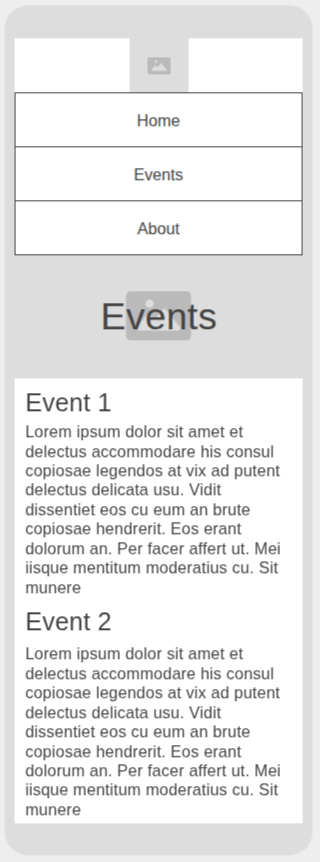 Home
Events
About
Events
Event 1
Lorem ipsum dolor sit amet et
delectus accommodare his consul
copiosae legendos at vix ad putent
delectus delicata usu. Vidit
dissentiet eos cu eum an brute
copiosae hendrerit. Eos erant
dolorum an. Per facer affert ut. Mei
iisque mentitum moderatius cu. Sit
munere
Event 2
Lorem ipsum dolor sit amet et
delectus accommodare his consul
copiosae legendos at vix ad putent
delectus delicata usu. Vidit
dissentiet eos cu eum an brute
copiosae hendrerit. Eos erant
dolorum an. Per facer affert ut. Mei
iisque mentitum moderatius cu. Sit
munere